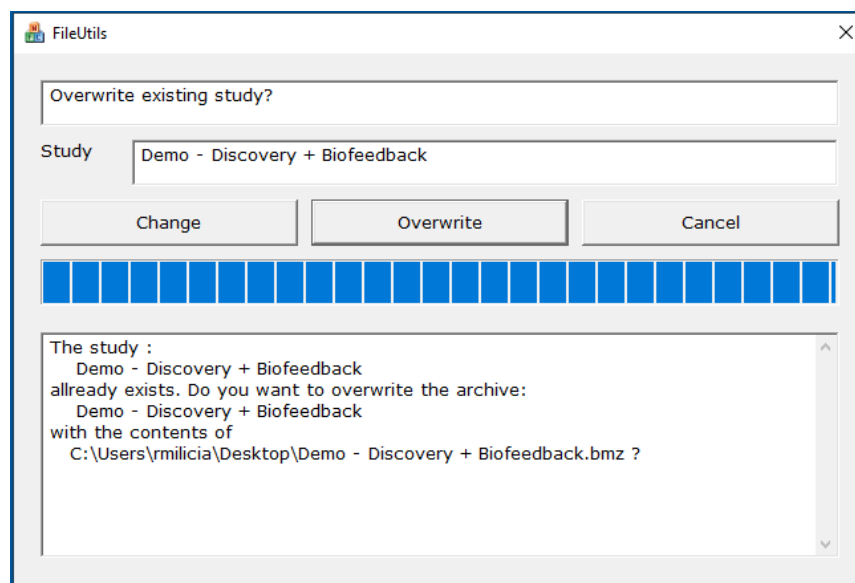 FileUtils
Overwrite existing study?
Study
Demo - Discovery + Biofeedback
Change
Overwrite
Cancel
The study :
Demo - Discovery + Biofeedback
allready exists. Do you want to overwrite the archive:
Demo - Discovery + Biofeedback
with the contents of
C:\Users\rmilicia\Desktop\Demo - Discovery + Biofeedback.bmz ?